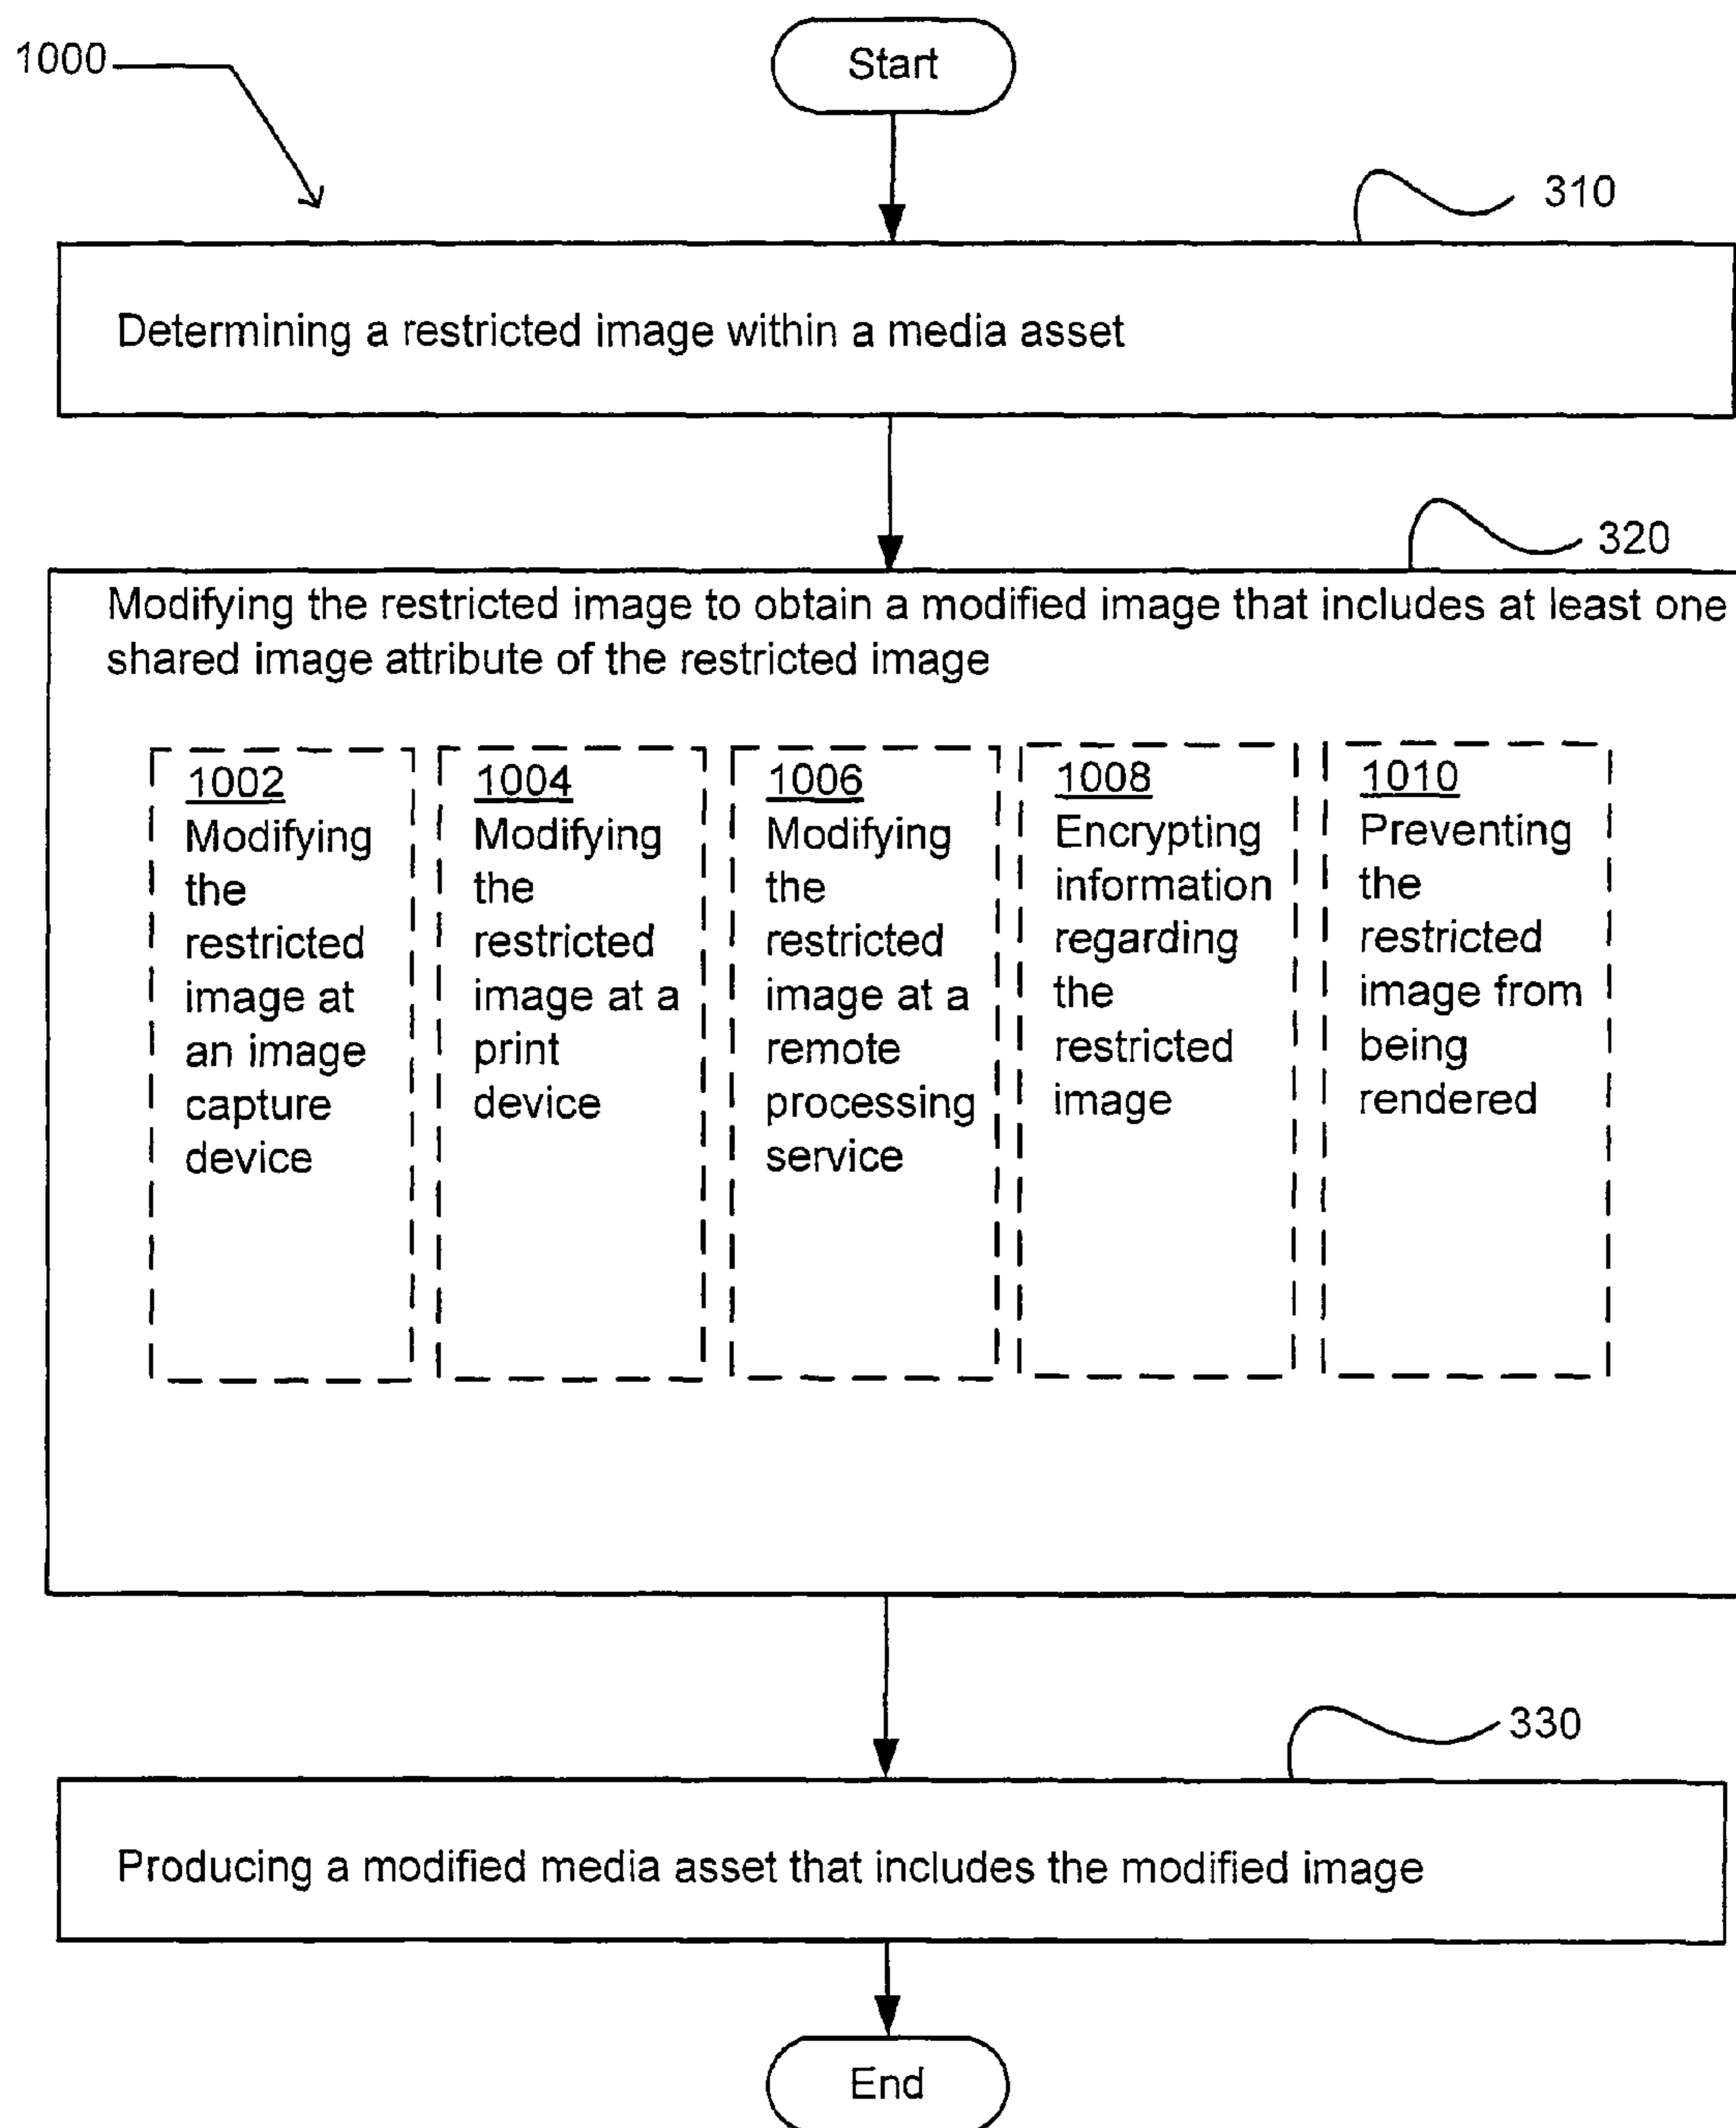 1000
Start
310
Determining a restricted image within a media asset
320
Modifying the restricted image to obtain a modified image that includes at least one
shared image attribute of the restricted image
1002
Modifying
the
restricted
image at
an image
capture
device
1004
Modifying
the
restricted
image at a
print
device
1006
Modifying
the
restricted
image at a
remote
processing
service
1008
Encrypting
information
regarding
the
restricted
image
1010
Preventing
the
restricted
image from
being
rendered
330
Producing a modified media asset that includes the modified image
End